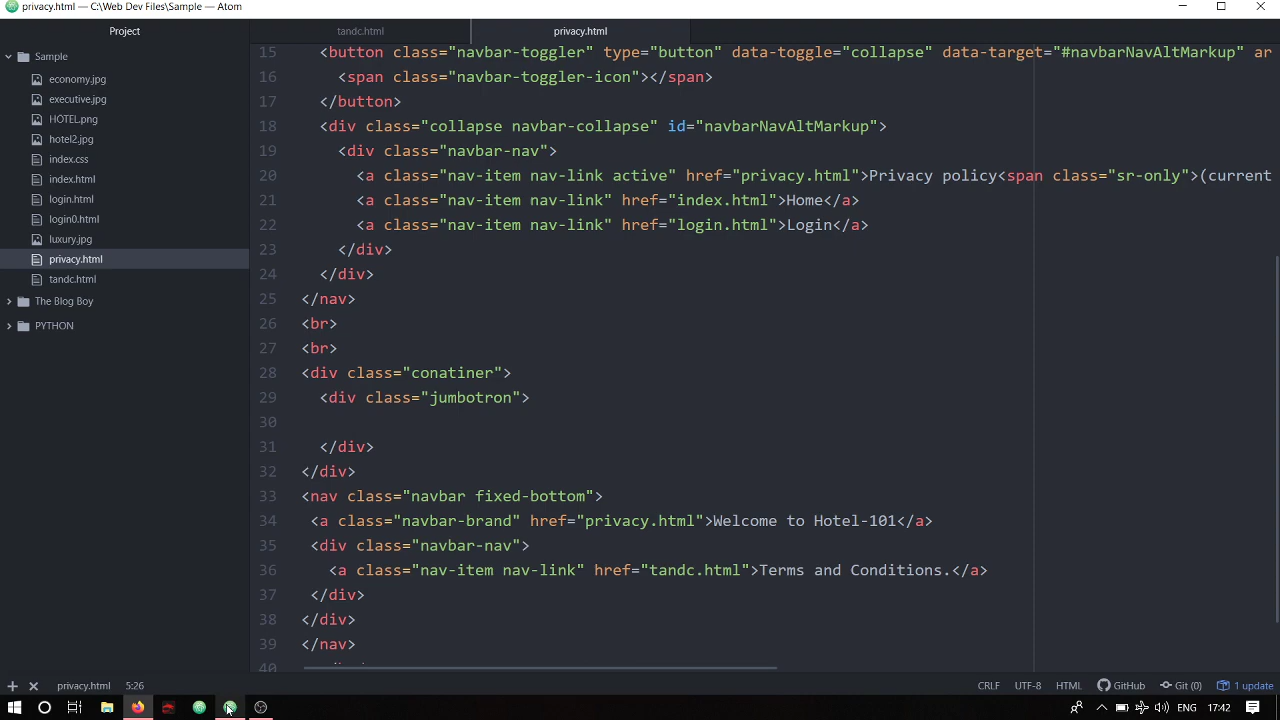 privacy.html — C:\Web Dev Files\Sample — Atom
Project
tandc.html
privacy.html
Sample
economy.jpg
executive.jpg
HOTEL.png
hotel2.jpg
index.css
index.html
login.html
login0.html
luxury.jpg
privacy.html
tandc.html
The Blog Boy
PYTHON
15 <button class="navbar-toggler" type="button" data-toggle="collapse" data-target="#navbarNavAltMarkup" ar
16 <span class="navbar-toggler-icon"></span>
17 </button>
18 <div class="collapse navbar-collapse" id="navbarNavAltMarkup">
19 <div class="navbar-nav">
20 <a class="nav-item nav-link active" href="privacy.html">Privacy policy<span class="sr-only">(current
21 <a class="nav-item nav-link" href="index.html">Home</a>
22 <a class="nav-item nav-link" href="login.html">Login</a>
23 </div>
24 </div>
25 </nav>
26 <br>
27 <br>
28 <div class="conatiner">
29 <div class="jumbotron">
30
31 </div>
32 </div>
33 <nav class="navbar fixed-bottom">
34 <a class="navbar-brand" href="privacy.html">Welcome to Hotel-101</a>
35 <div class="navbar-nav">
36 <a class="nav-item nav-link" href="tandc.html">Terms and Conditions.</a>
37 </div>
38 </div>
39 </nav>
40
privacy.html 5:26 CRLF UTF-8 HTML GitHub Git (0) 1 update
ENG 17:42